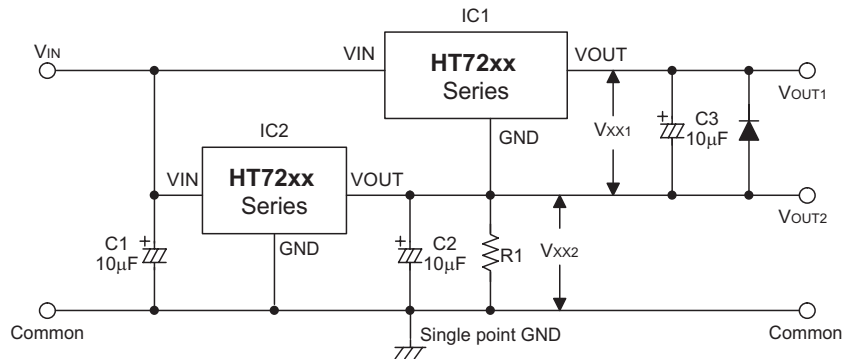 IC1
VIN
VIN
HT72xx
Series
VOUT
VOUT1
IC2
GND
VXX1
C3
10μF
VIN
HT72xx
Series
VOUT
VOUT2
GND
C1
10μF
C2
10μF
R1
VXX2
Common
Single point GND
Common